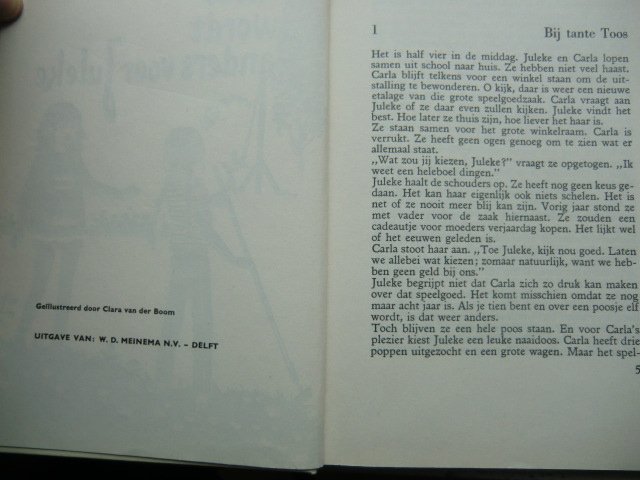 Juleke
Geïllustreerd door Clara van der Boom
UITGAVE VAN: W. D. MEINEMA N.V. – DELFT
I Bij tante Toos
Het is half vier in de middag. Juleke en Carla lopen
samen uit school naar huis. Ze hebben niet veel haast.
Carla blijft telkens voor een winkel staan om de uit-
stalling te bewonderen. O kijk, daar is weer een nieuwe
etalage van die grote speelgoedzaak. Carla vraagt aan
Juleke of ze daar even zullen kijken. Juleke vindt het
best. Hoe later ze thuis zijn, hoe liever het haar is.
Ze staan samen voor het grote winkelraam. Carla is
verrukt. Ze heeft geen ogen genoeg om te zien wat er
allemaal staat.
„Wat zou jij kiezen, Juleke?” vraagt ze opgetogen. „Ik
weet een heleboel dingen.”
Juleke haalt de schouders op. Ze heeft nog geen keus ge-
daan. Het kan haar eigenlijk ook niets schelen. Het is
net of ze nooit meer blij kan zijn. Vorig jaar stond ze
met vader voor de zaak hiernaast. Ze zouden een
cadeautje voor moeders verjaardag kopen. Het lijkt wel
of het eeuwen geleden is.
Carla stoot haar aan. „Toe Juleke, kijk nou goed. Laten
we allebei wat kiezen; zomaar natuurlijk, want we heb-
ben geen geld bij ons.”
Juleke begrijpt niet dat Carla zich zo druk kan maken
over dat speelgoed. Het komt misschien omdat ze nog
maar acht jaar is. Als je tien bent en over een poosje elf
wordt, is dat weer anders.
Toch blijven ze een hele poos staan. En voor Carla's
plezier kiest Juleke een leuke naaidoos. Carla heeft drie
poppen uitgezocht en een grote wagen. Maar het spel-
5